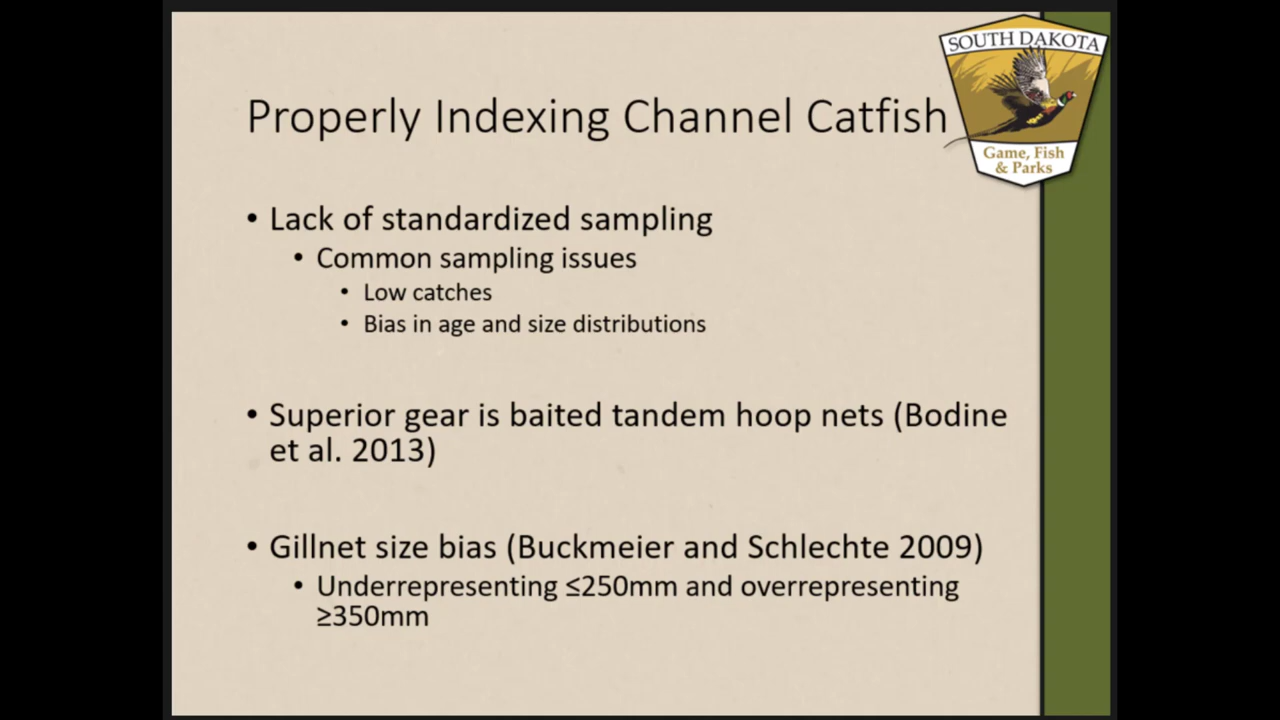 SOUTH DAKOTA
Game, Fish
& Parks
Properly Indexing Channel Catfish
• Lack of standardized sampling
• Common sampling issues
• Low catches
• Bias in age and size distributions
• Superior gear is baited tandem hoop nets (Bodine
et al. 2013)
• Gillnet size bias (Buckmeier and Schlechte 2009)
• Underrepresenting ≤250mm and overrepresenting
≥350mm